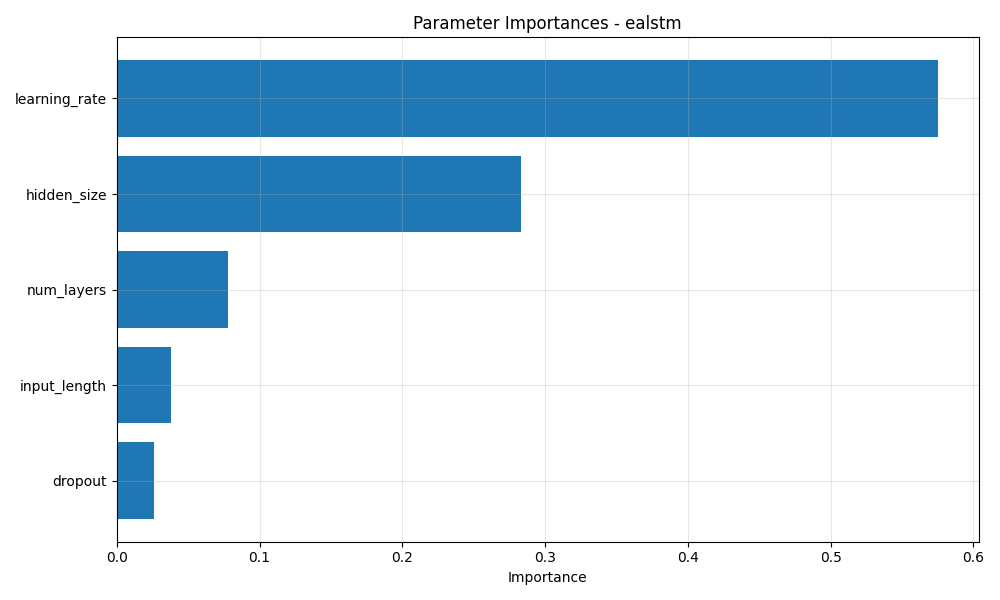 Parameter Importances - ealstm
learning_rate
hidden_size
num_layers
input_length
dropout
0.0 0.1 0.2 0.3 0.4 0.5 0.6
Importance